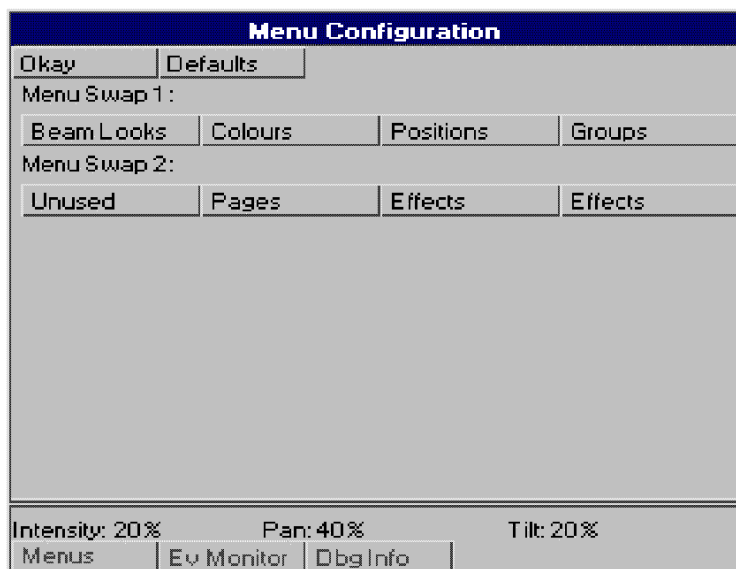 Menu Configuration
Okay Defaults
Menu Swap 1:
Beam Looks Colours Positions Groups
Menu Swap 2:
Unused Pages Effects Effects
Intensity: 20% Pan: 40% Tilt: 20%
Menus Ev Monitor Dbg Info